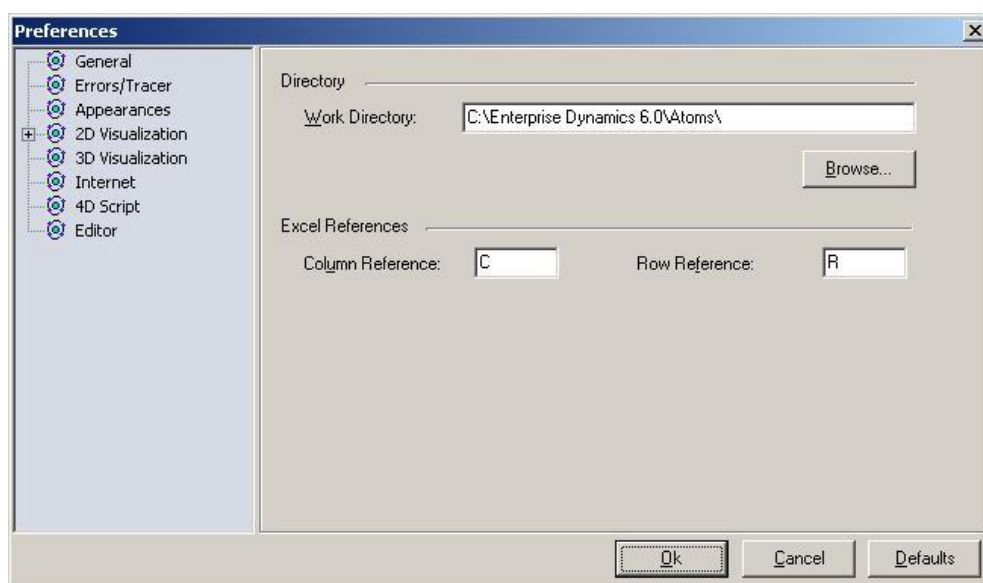 Preferences
General
Errors/Tracer
Appearances
2D Visualization
3D Visualization
Internet
4D Script
Editor
Directory
Work Directory: C:\Enterprise Dynamics 6.0\Atoms\
Browse...
Excel References
Column Reference: C Row Reference: R
Ok Cancel Defaults